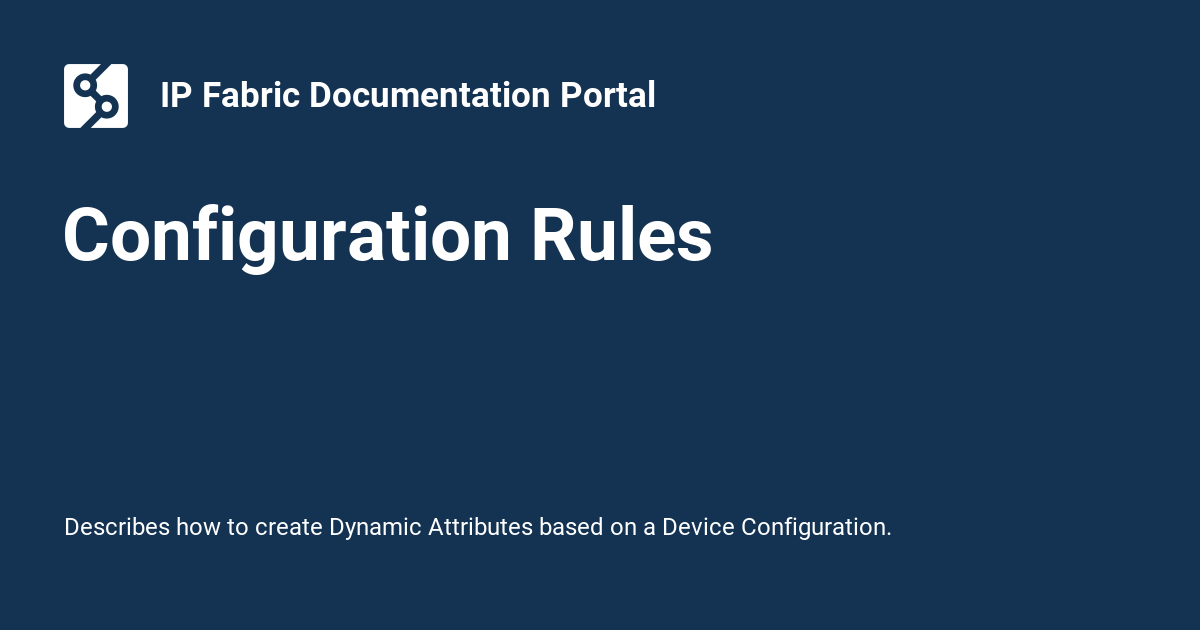 IP Fabric Documentation Portal
Configuration Rules
Describes how to create Dynamic Attributes based on a Device Configuration.